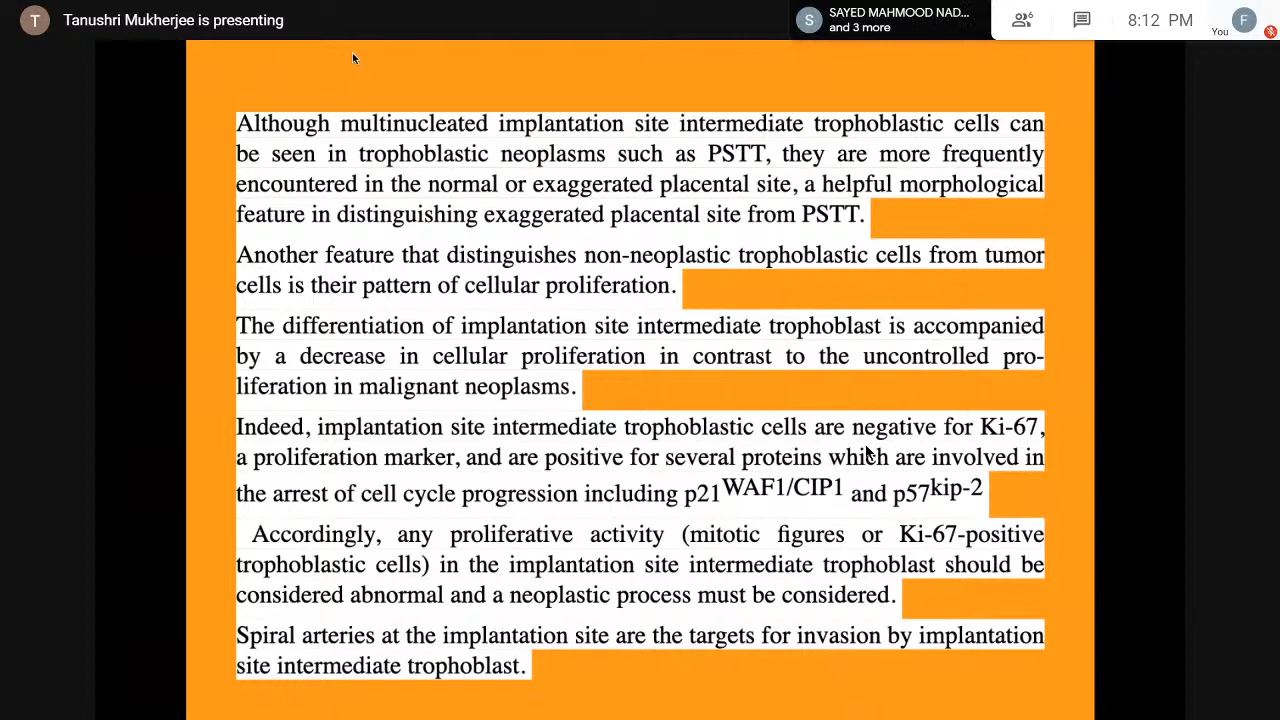 T Tanushri Mukherjee is presenting
S SAYED MAHMOOD NAD...
and 3 more
6
8:12 PM
You
F
Although multinucleated implantation site intermediate trophoblastic cells can
be seen in trophoblastic neoplasms such as PSTT, they are more frequently
encountered in the normal or exaggerated placental site, a helpful morphological
feature in distinguishing exaggerated placental site from PSTT.
Another feature that distinguishes non-neoplastic trophoblastic cells from tumor
cells is their pattern of cellular proliferation.
The differentiation of implantation site intermediate trophoblast is accompanied
by a decrease in cellular proliferation in contrast to the uncontrolled pro-
liferation in malignant neoplasms.
Indeed, implantation site intermediate trophoblastic cells are negative for Ki-67,
a proliferation marker, and are positive for several proteins which are involved in
the arrest of cell cycle progression including p21WAF1/CIP1 and p57kip-2
Accordingly, any proliferative activity (mitotic figures or Ki-67-positive
trophoblastic cells) in the implantation site intermediate trophoblast should be
considered abnormal and a neoplastic process must be considered.
Spiral arteries at the implantation site are the targets for invasion by implantation
site intermediate trophoblast.